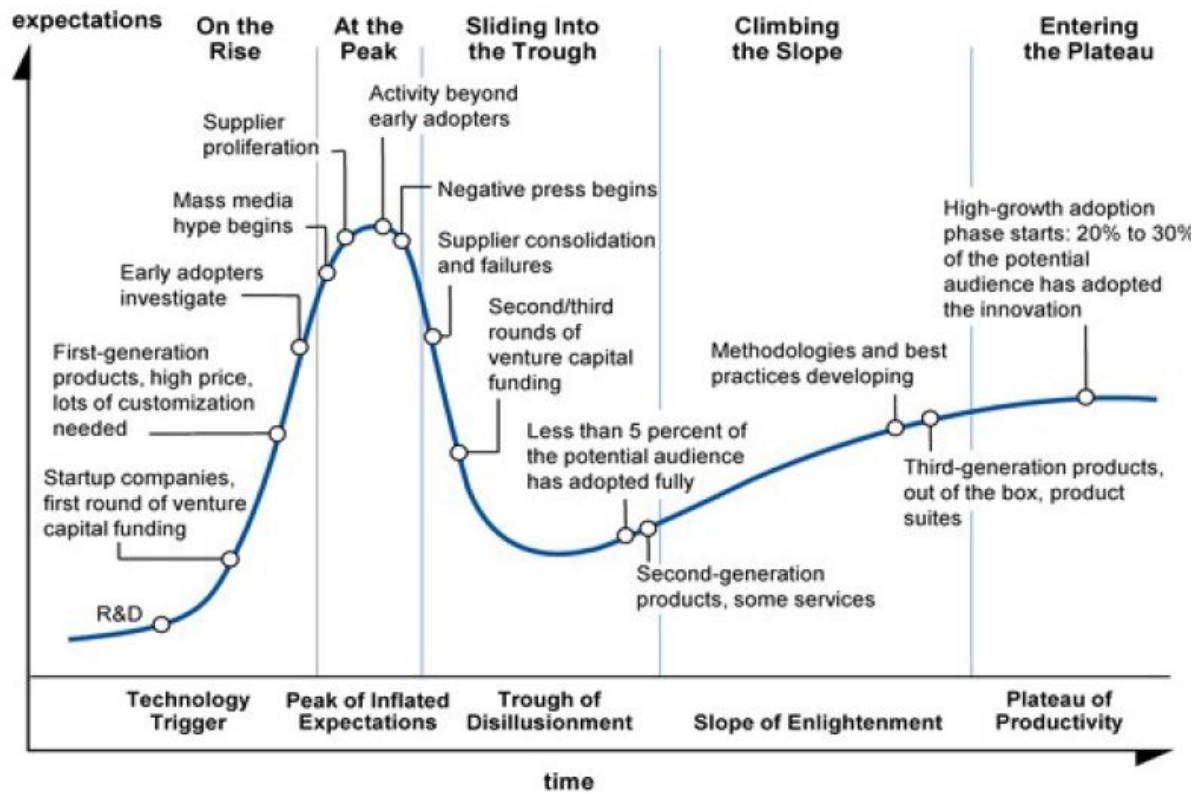 expectations
On the
Rise
At the
Peak
Sliding Into
the Trough
Climbing
the Slope
Entering
the Plateau
Activity beyond
early adopters
Supplier
proliferation
Negative press begins
Mass media
hype begins
High-growth adoption
phase starts: 20% to 30%
of the potential
audience has adopted
the innovation
Supplier consolidation
and failures
Early adopters
investigate
Second/third
rounds of
venture capital
funding
First-generation
products, high price,
lots of customization
needed
Methodologies and best
practices developing
Less than 5 percent of
the potential audience
has adopted fully
Third-generation products,
out of the box, product
suites
Startup companies,
first round of venture
capital funding
Second-generation
products, some services
R&D
Technology
Trigger
Peak of Inflated
Expectations
Trough of
Disillusionment
Slope of Enlightenment
Plateau of
Productivity
time